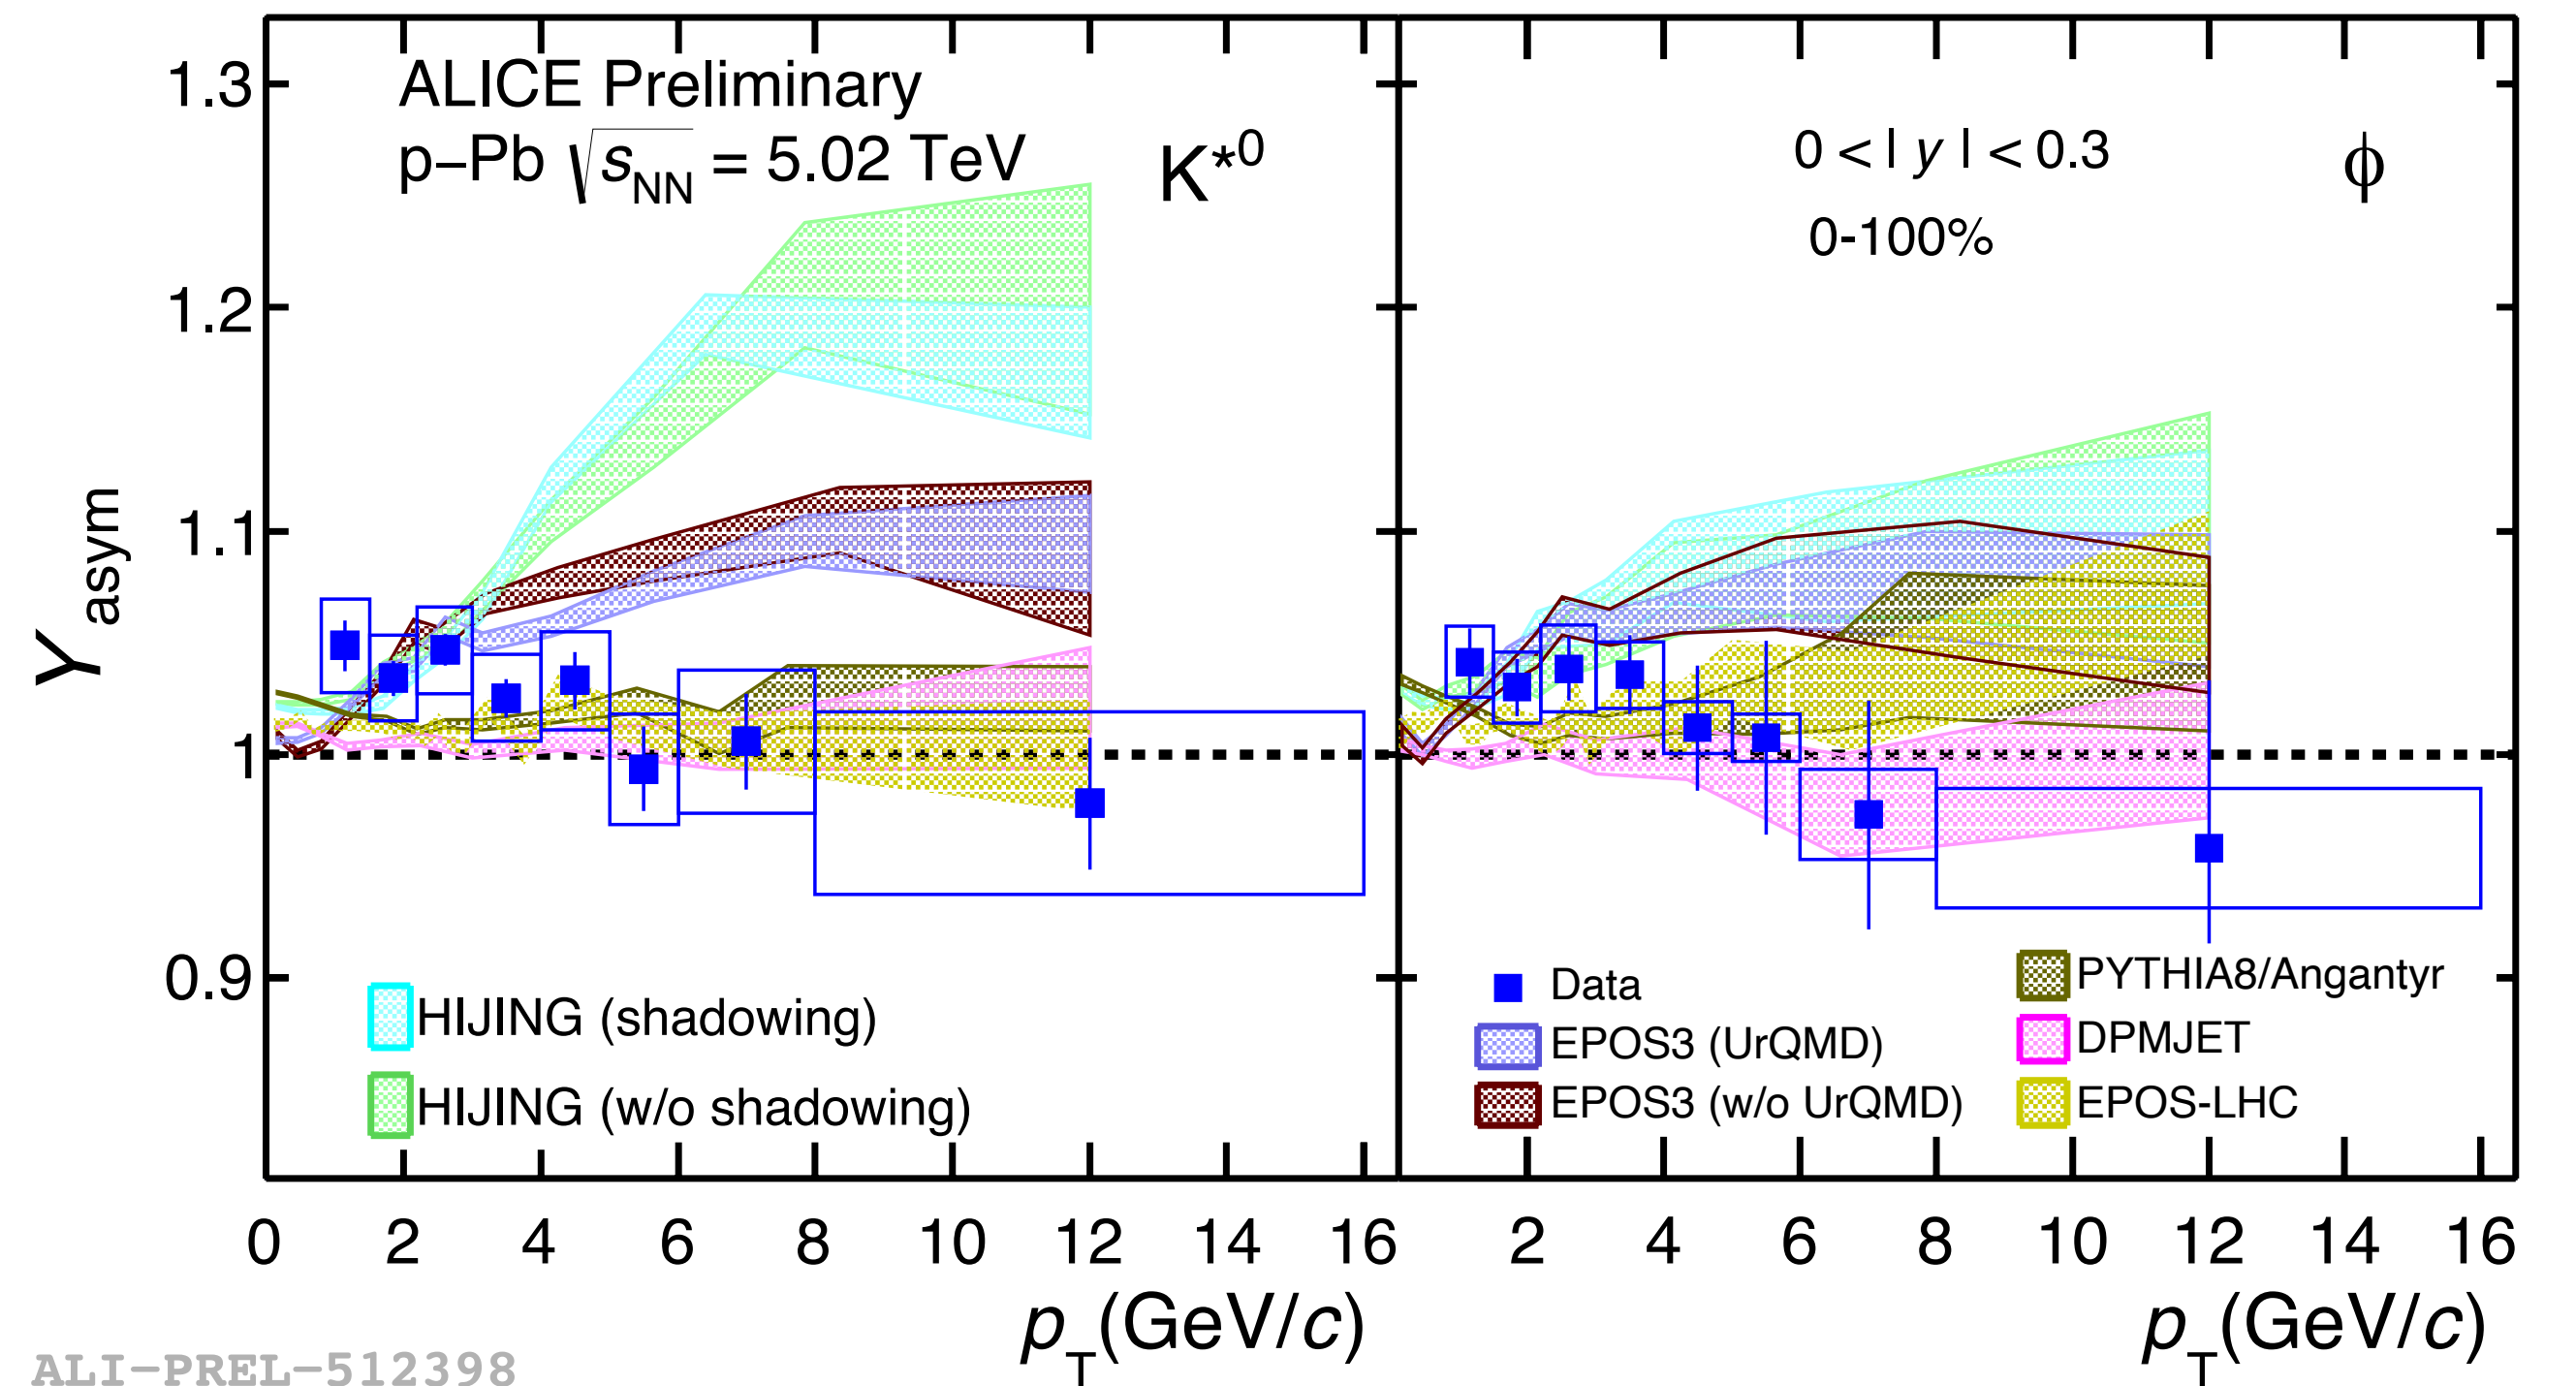 ALICE Preliminary
p–Pb √sNN = 5.02 TeV
K*0
0 < | y | < 0.3
0-100%
ϕ
1.3
1.2
1.1
1
0.9
Yasym
HIJING (shadowing)
HIJING (w/o shadowing)
Data
EPOS3 (UrQMD)
EPOS3 (w/o UrQMD)
PYTHIA8/Angantyr
DPMJET
EPOS-LHC
0 2 4 6 8 10 12 14 16
2 4 6 8 10 12 14 16
pT(GeV/c)
pT(GeV/c)
ALI−PREL−512398